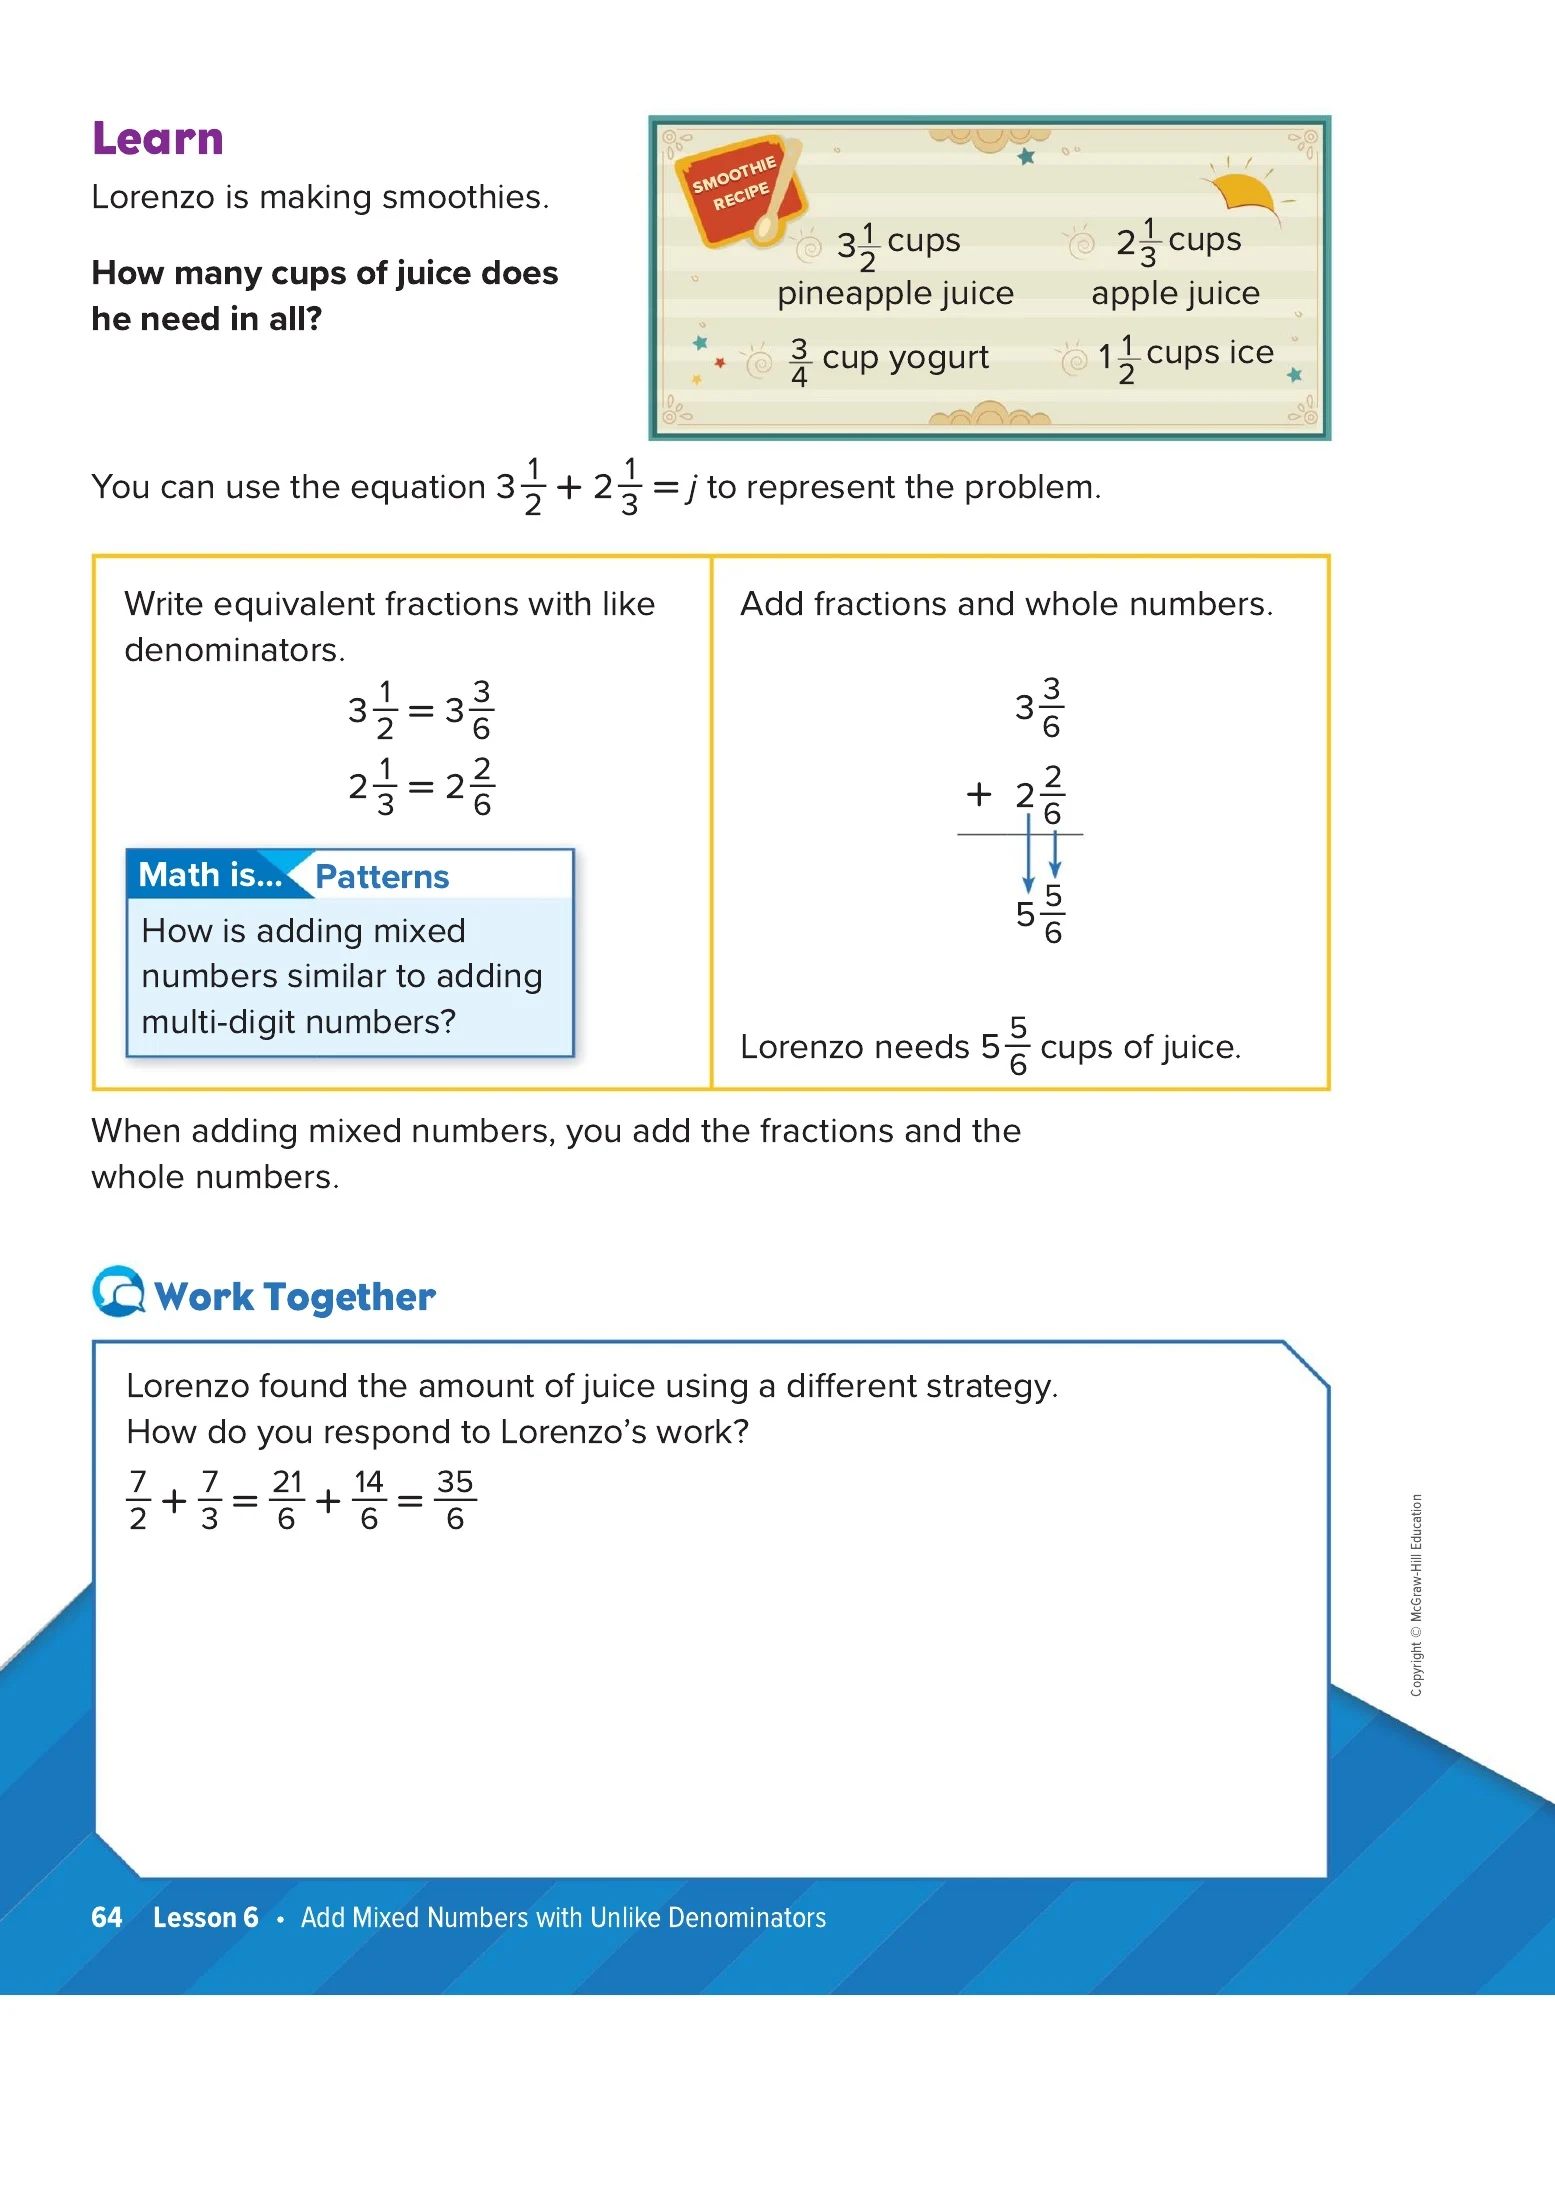 Learn
Lorenzo is making smoothies.
How many cups of juice does
he need in all?
SMOOTHIE
RECIPE
3 1/2 cups
pineapple juice
2 1/3 cups
apple juice
3/4 cup yogurt
1 1/2 cups ice
You can use the equation 3 1/2 + 2 1/3 = j to represent the problem.
Write equivalent fractions with like
denominators.
3 1/2 = 3 3/6
2 1/3 = 2 2/6
Math is... Patterns
How is adding mixed
numbers similar to adding
multi-digit numbers?
Add fractions and whole numbers.
3 3/6
+ 2 2/6
5 5/6
Lorenzo needs 5 5/6 cups of juice.
When adding mixed numbers, you add the fractions and the
whole numbers.
Work Together
Lorenzo found the amount of juice using a different strategy.
How do you respond to Lorenzo’s work?
7/2 + 7/3 = 21/6 + 14/6 = 35/6
Copyright © McGraw-Hill Education
64 Lesson 6 • Add Mixed Numbers with Unlike Denominators